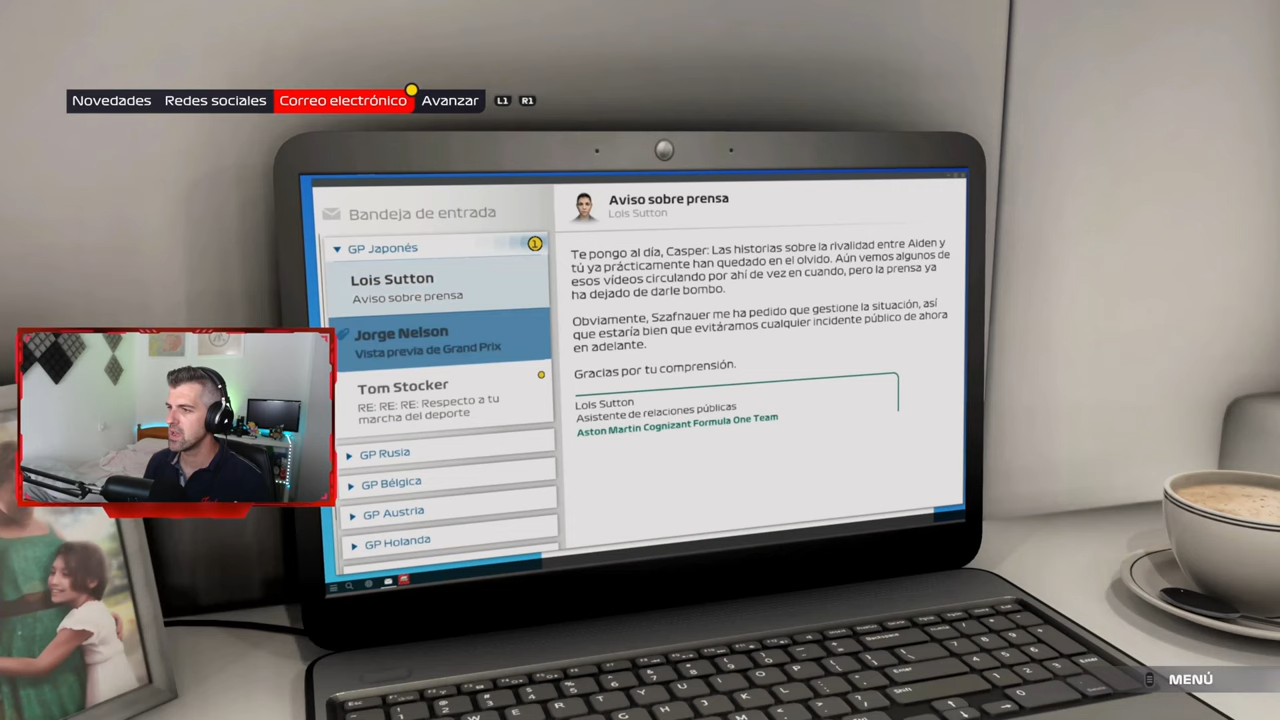 Novedades
Redes sociales
Correo electrónico
Avanzar
L1
R1
Bandeja de entrada
GP Japonés
1
Lois Sutton
Aviso sobre prensa
Jorge Nelson
Vista previa de Grand Prix
Tom Stocker
RE: RE: RE: Respecto a tu
marcha del deporte
GP Rusia
GP Bélgica
GP Austria
GP Holanda
Aviso sobre prensa
Lois Sutton
Te pongo al día, Casper: Las historias sobre la rivalidad entre Aiden y
tú ya prácticamente han quedado en el olvido. Aún vemos algunos de
esos vídeos circulando por ahí de vez en cuando, pero la prensa ya
ha dejado de darle bombo.
Obviamente, Szafnauer me ha pedido que gestione la situación, así
que estaría bien que evitáramos cualquier incidente público de ahora
en adelante.
Gracias por tu comprensión.
Lois Sutton
Asistente de relaciones públicas
Aston Martin Cognizant Formula One Team
MENÚ